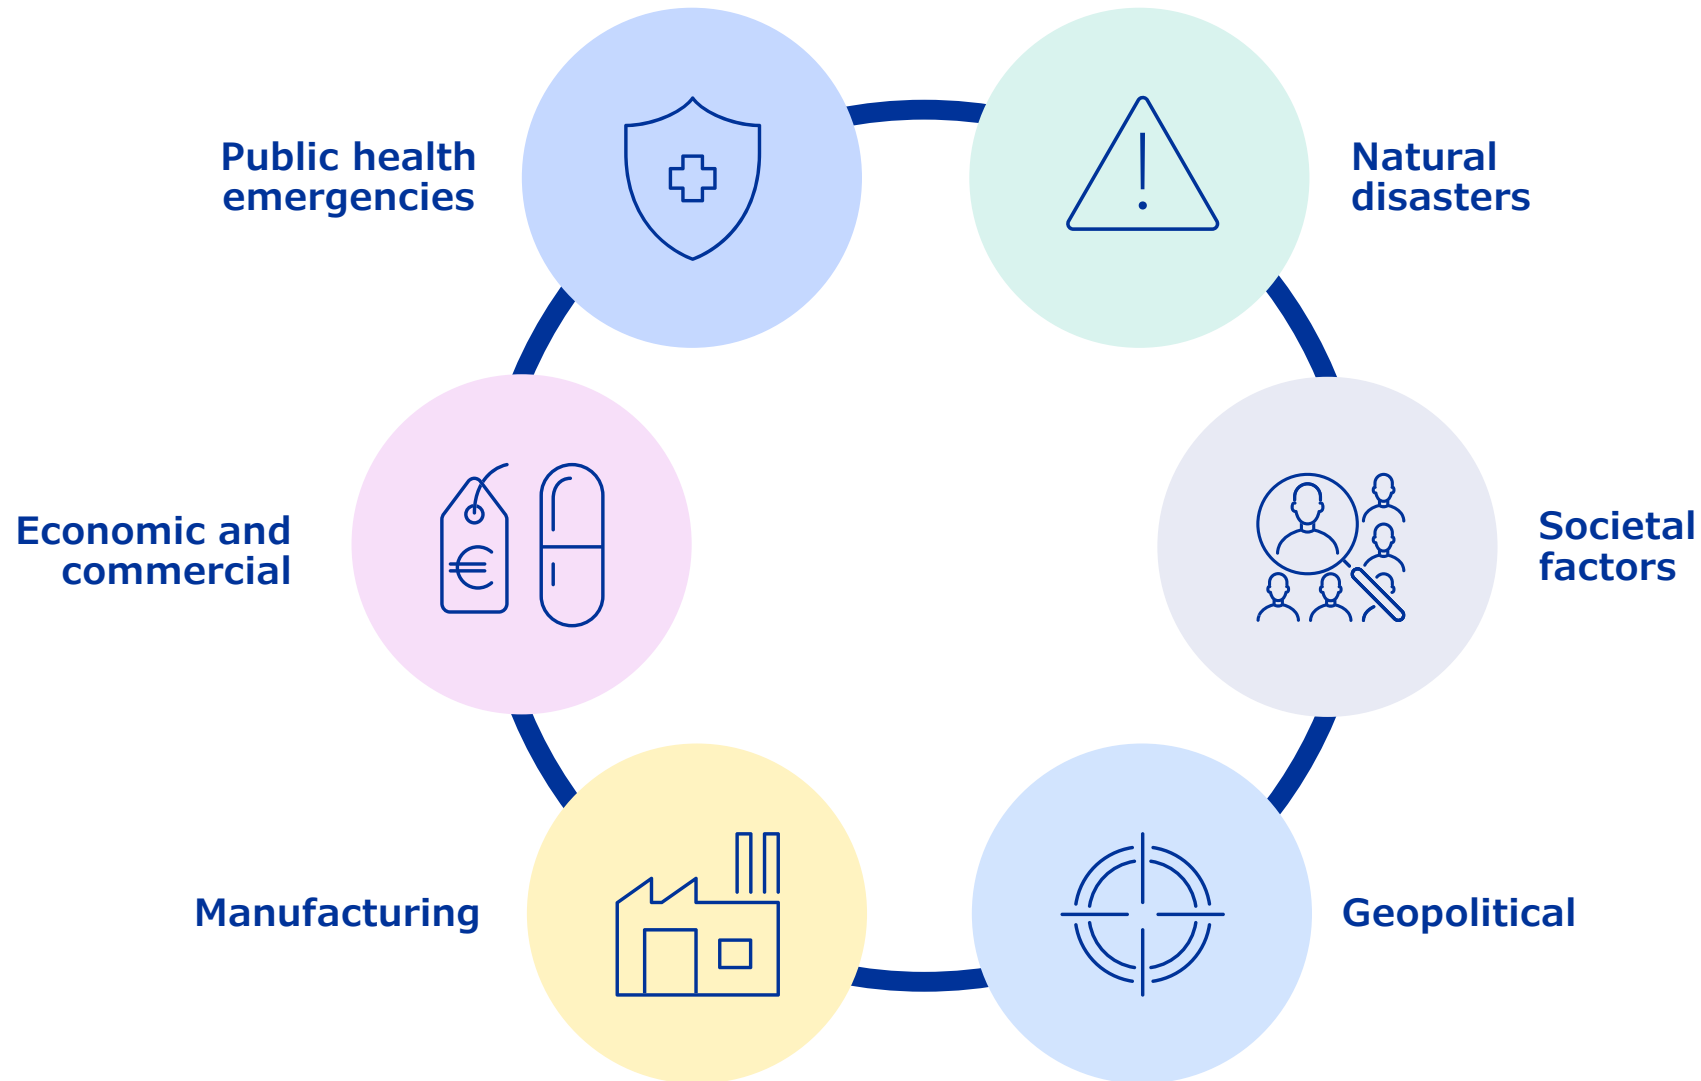 Public health
emergencies
Natural
disasters
Economic and
commercial
€
Societal
factors
Manufacturing
Geopolitical